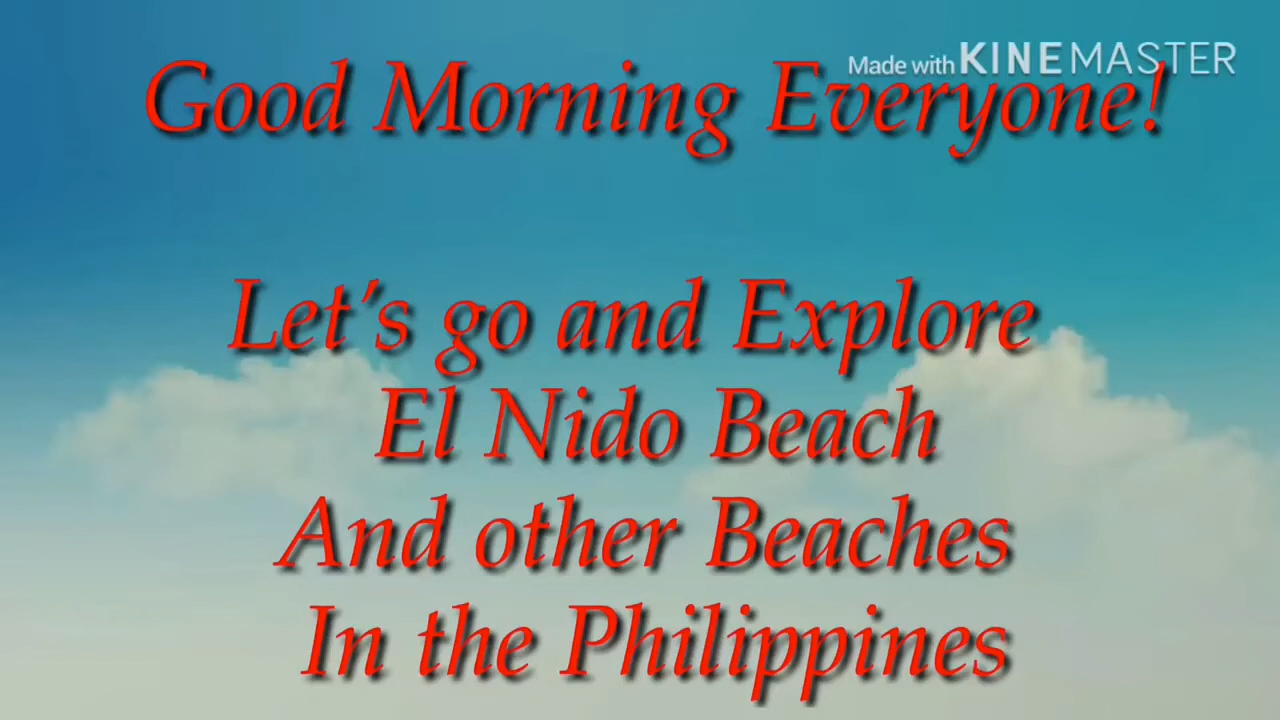 Made with KINEMASTER
Good Morning Everyone!
Let's go and Explore
El Nido Beach
And other Beaches
In the Philippines